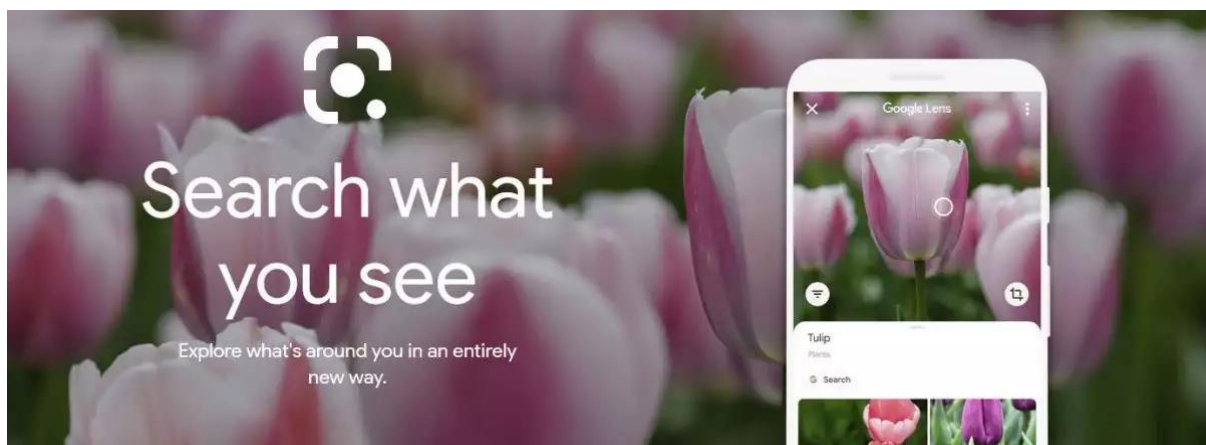 Search what
you see
Explore what's around you in an entirely
new way.
Google Lens
Tulip
Plants
Search